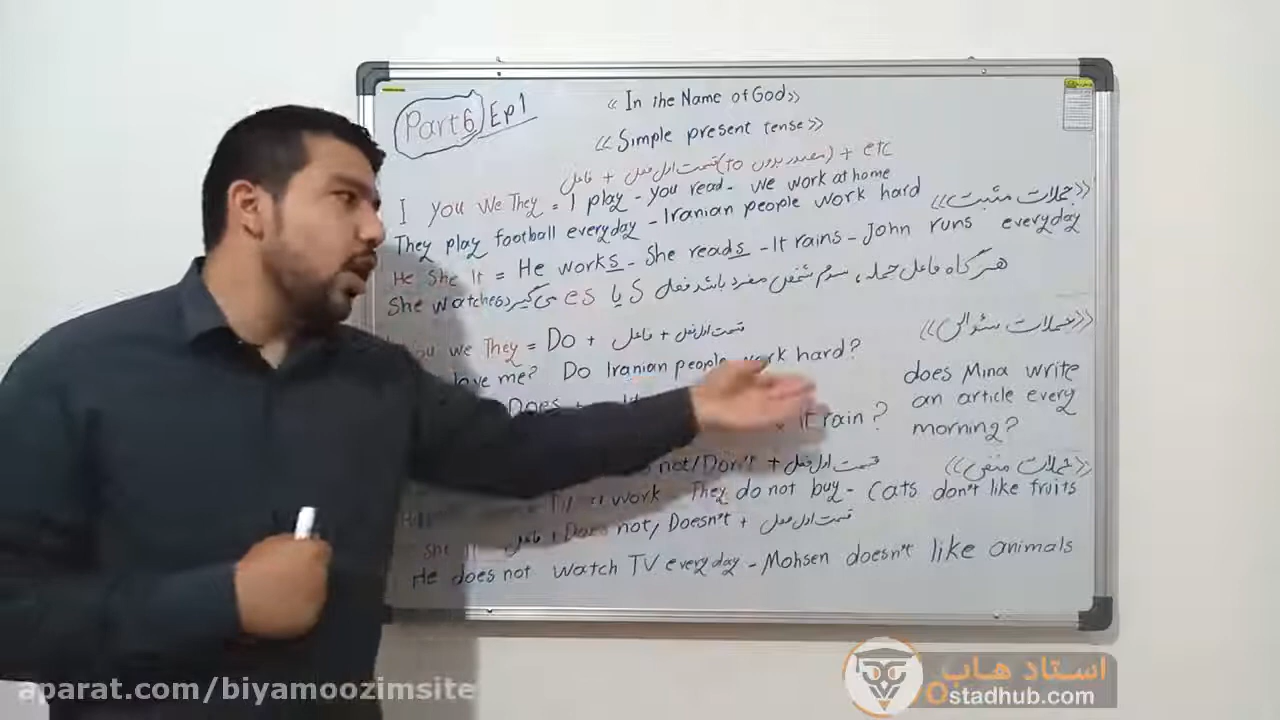 Part 6 Ep 1
« In the Name of God »
«Simple present tense»
فاعل + قسمت اول فعل (مصدر بدون to) + etc
I you We They = I play - you read - we work at home
They play football everyday - Iranian people work hard
«جملات مثبت»
He She It = He works - She reads - It rains - John runs everyday
هرگاه فاعل جمله، سوم شخص مفرد باشد فعل S یا es می‌گیرد She watches
you we They = Do + فاعل + قسمت اول فعل
«جملات سئوالی»
love me? Do Iranian people work hard?
Does +
it rain ?
does Mina write
an article every
morning?
not/Don't + قسمت اول فعل
«جملات منفی»
work They do not buy - Cats don't like fruits
She It فاعل + Does not/Doesn't + قسمت اول فعل
He does not watch TV everyday - Mohsen doesn't like animals
aparat.com/biyamoozimsite
استاد هاب
Ostadhub.com